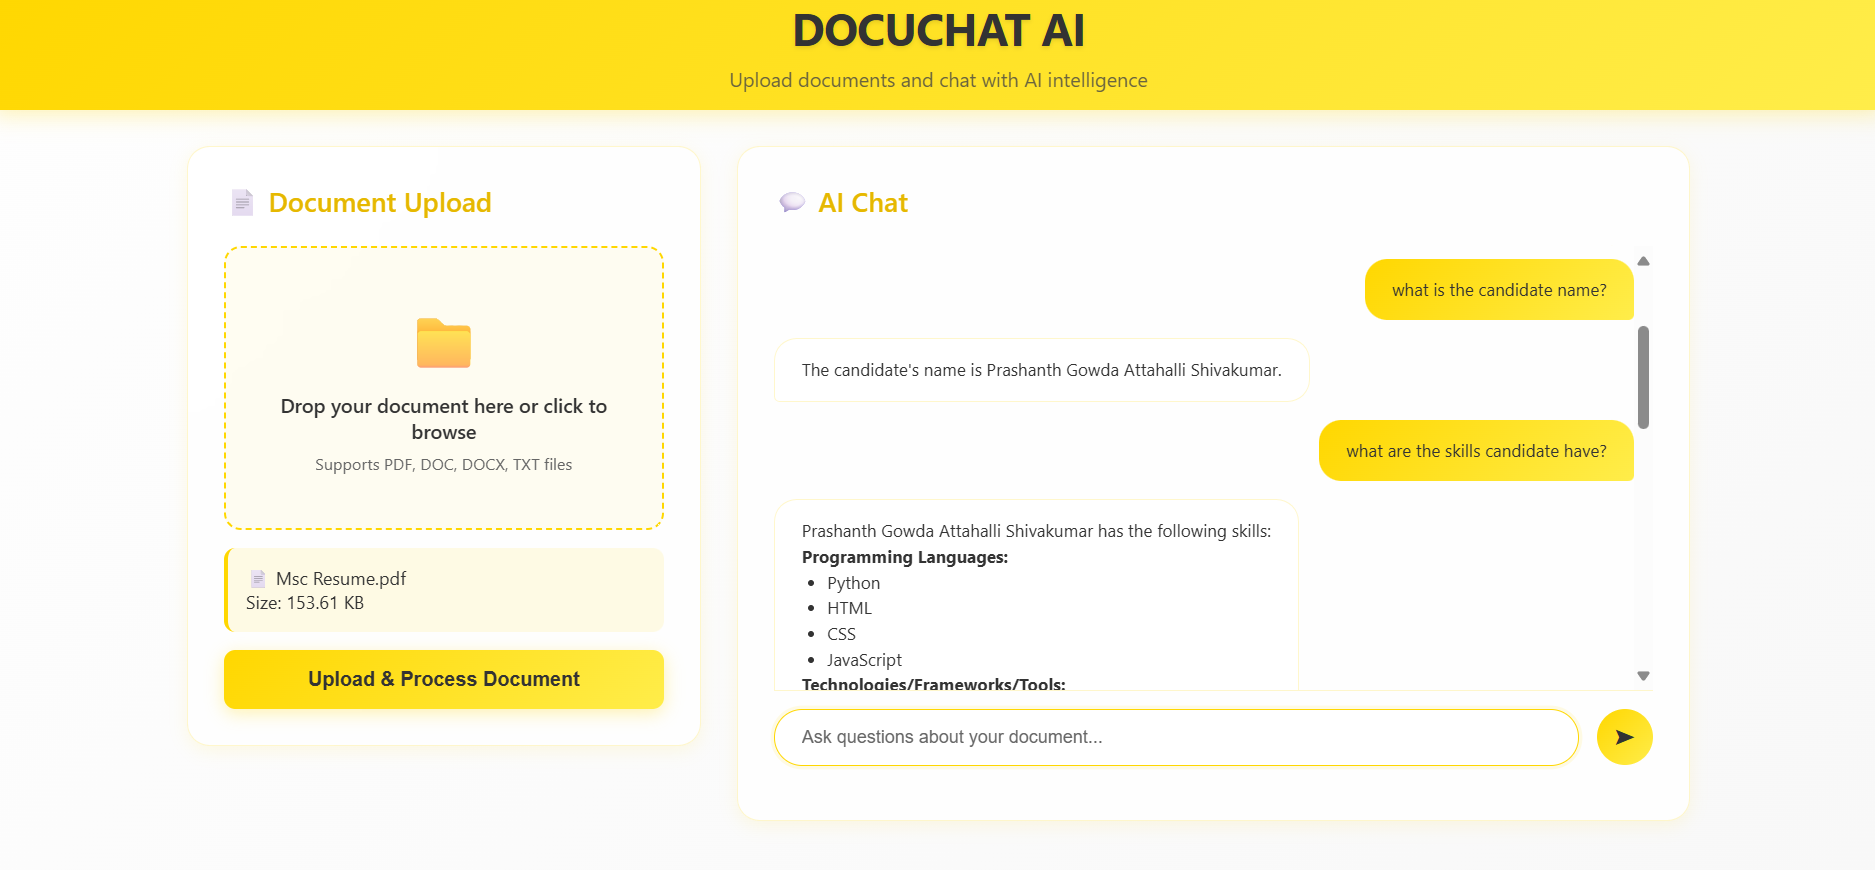 DOCUCHAT AI
Upload documents and chat with AI intelligence
Document Upload
Drop your document here or click to
browse
Supports PDF, DOC, DOCX, TXT files
Msc Resume.pdf
Size: 153.61 KB
Upload & Process Document
AI Chat
what is the candidate name?
The candidate's name is Prashanth Gowda Attahalli Shivakumar.
what are the skills candidate have?
Prashanth Gowda Attahalli Shivakumar has the following skills:
Programming Languages:
• Python
• HTML
• CSS
• JavaScript
Technologies/Frameworks/Tools:
Ask questions about your document...